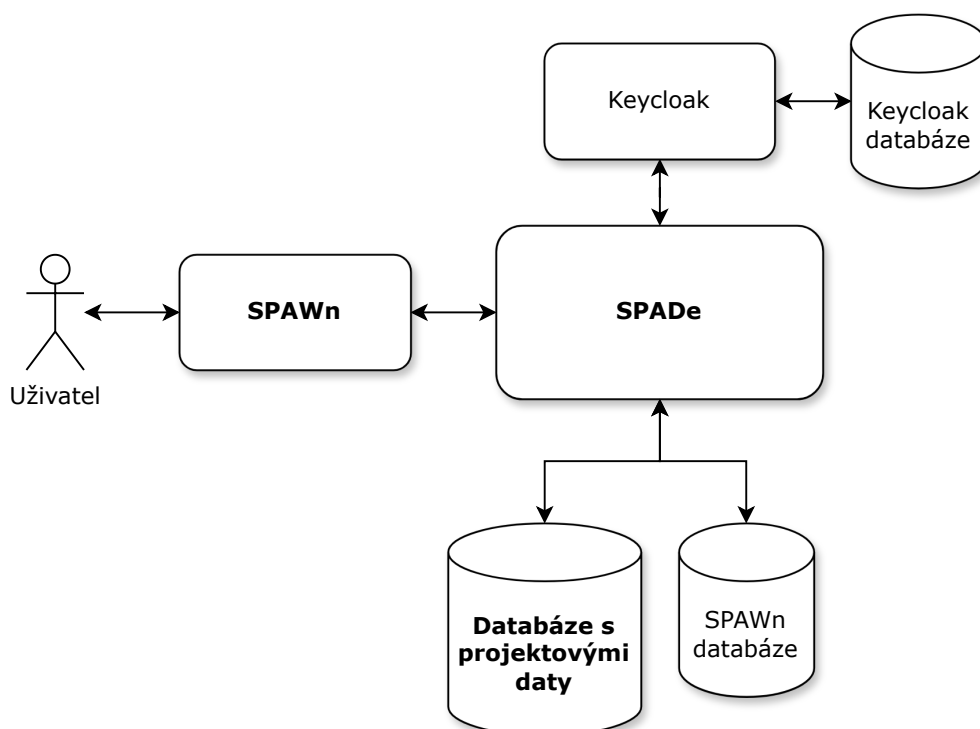 Keycloak
Keycloak
databáze
SPAWn
SPADe
Uživatel
Databáze s
projektovými
daty
SPAWn
databáze